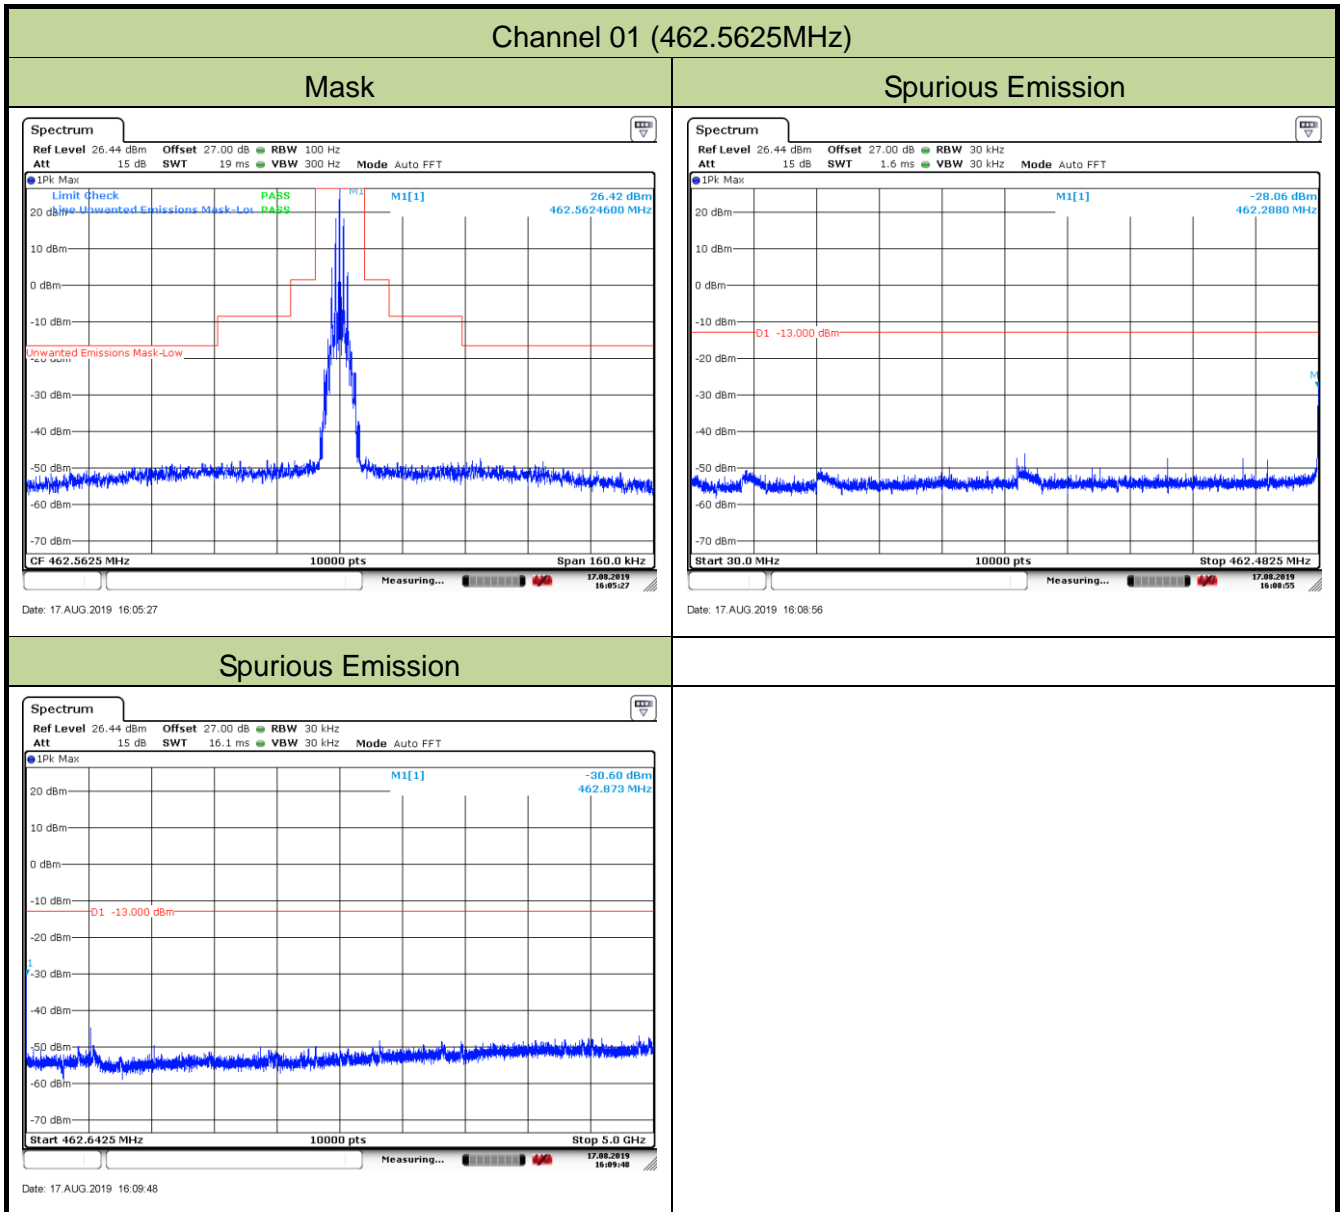 Channel 01 (462.5625MHz)
Mask
Spectrum
Ref Level 26.44 dBm Offset 27.00 dB RBW 100 Hz
Att 15 dB SWT 19 ms VBW 300 Hz Mode Auto FFT
1Pk Max
Limit Check PASS
M1
M1[1] 26.42 dBm
Line Unwanted Emissions Mask-Lo PASS
462.5624600 MHz
20 dBm
10 dBm
0 dBm
-10 dBm
Unwanted Emissions Mask-Low
-20 dBm
-30 dBm
-40 dBm
-50 dBm
-60 dBm
-70 dBm
CF 462.5625 MHz 10000 pts Span 160.0 kHz
Measuring... 17.08.2019
16:05:27
Date: 17.AUG.2019 16:05:27
Spurious Emission
Spectrum
Ref Level 26.44 dBm Offset 27.00 dB RBW 30 kHz
Att 15 dB SWT 1.6 ms VBW 30 kHz Mode Auto FFT
1Pk Max
M1[1] -28.06 dBm
462.2880 MHz
20 dBm
10 dBm
0 dBm
-10 dBm
D1 -13.000 dBm
-20 dBm
M
-30 dBm
-40 dBm
-50 dBm
-60 dBm
-70 dBm
Start 30.0 MHz 10000 pts Stop 462.4825 MHz
Measuring... 17.08.2019
16:08:55
Date: 17.AUG.2019 16:08:56
Spurious Emission
Spectrum
Ref Level 26.44 dBm Offset 27.00 dB RBW 30 kHz
Att 15 dB SWT 16.1 ms VBW 30 kHz Mode Auto FFT
1Pk Max
M1[1] -30.60 dBm
462.873 MHz
20 dBm
10 dBm
0 dBm
-10 dBm
D1 -13.000 dBm
-20 dBm
1
-30 dBm
-40 dBm
-50 dBm
-60 dBm
-70 dBm
Start 462.6425 MHz 10000 pts Stop 5.0 GHz
Measuring... 17.08.2019
16:09:48
Date: 17.AUG.2019 16:09:48